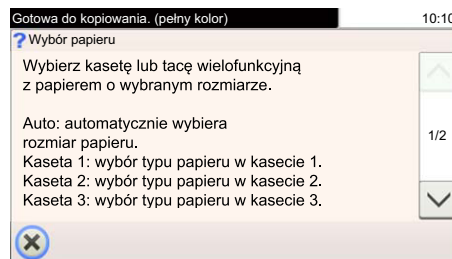 Gotowa do kopiowania. (pełny kolor)
10:10
? Wybór papieru
Wybierz kasetę lub tacę wielofunkcyjną
z papierem o wybranym rozmiarze.
Auto: automatycznie wybiera
rozmiar papieru.
1/2
Kaseta 1: wybór typu papieru w kasecie 1.
Kaseta 2: wybór typu papieru w kasecie 2.
Kaseta 3: wybór typu papieru w kasecie 3.